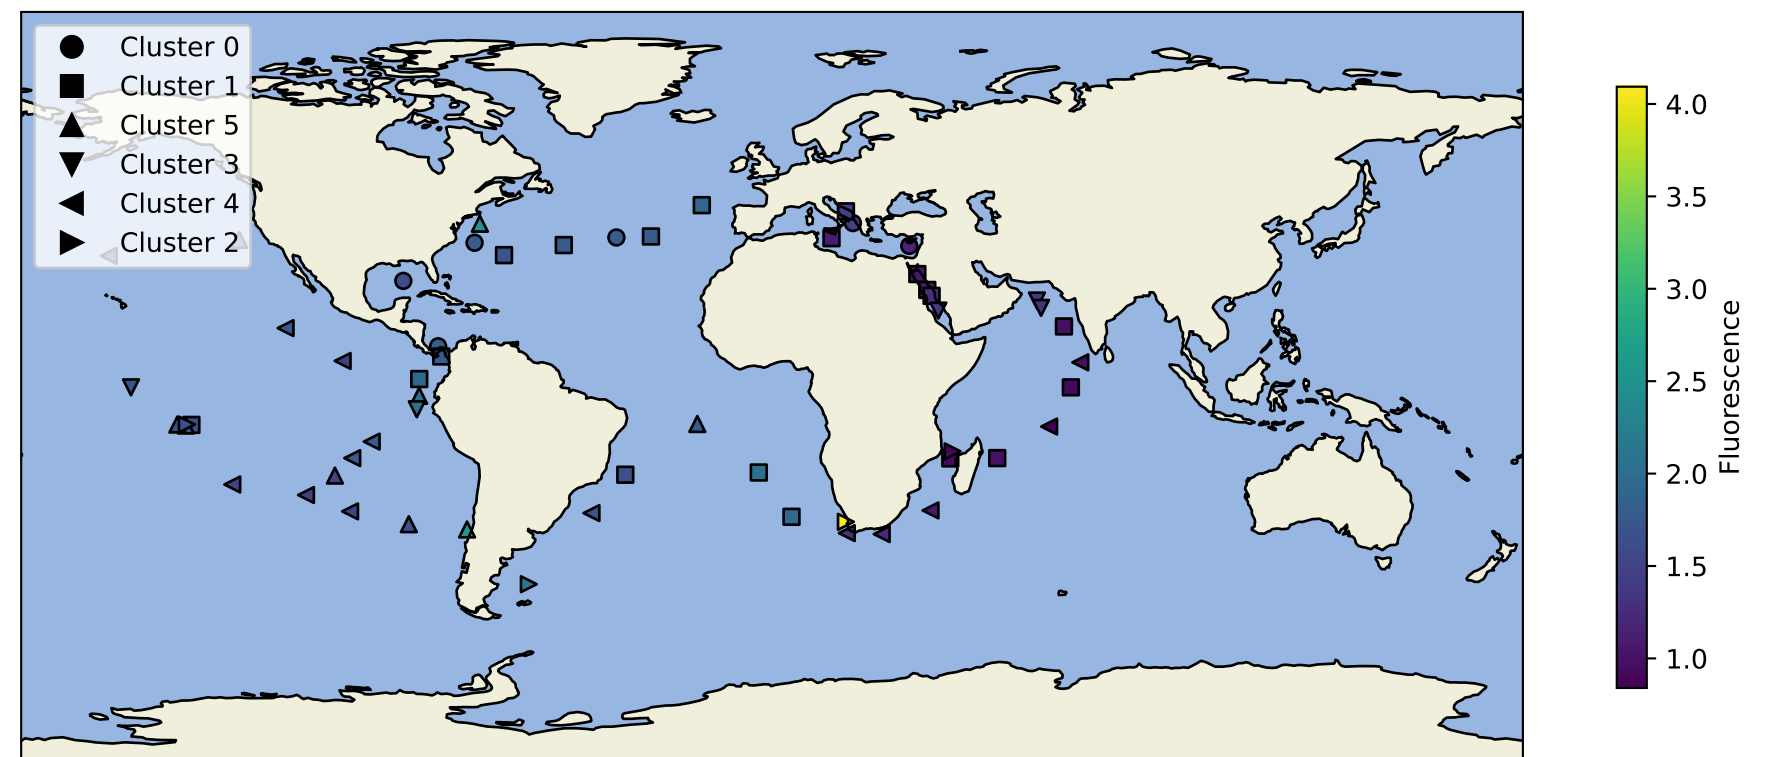 Cluster 0
Cluster 1
Cluster 5
Cluster 3
Cluster 4
Cluster 2
4.0
3.5
3.0
2.5
2.0
1.5
1.0
Fluorescence